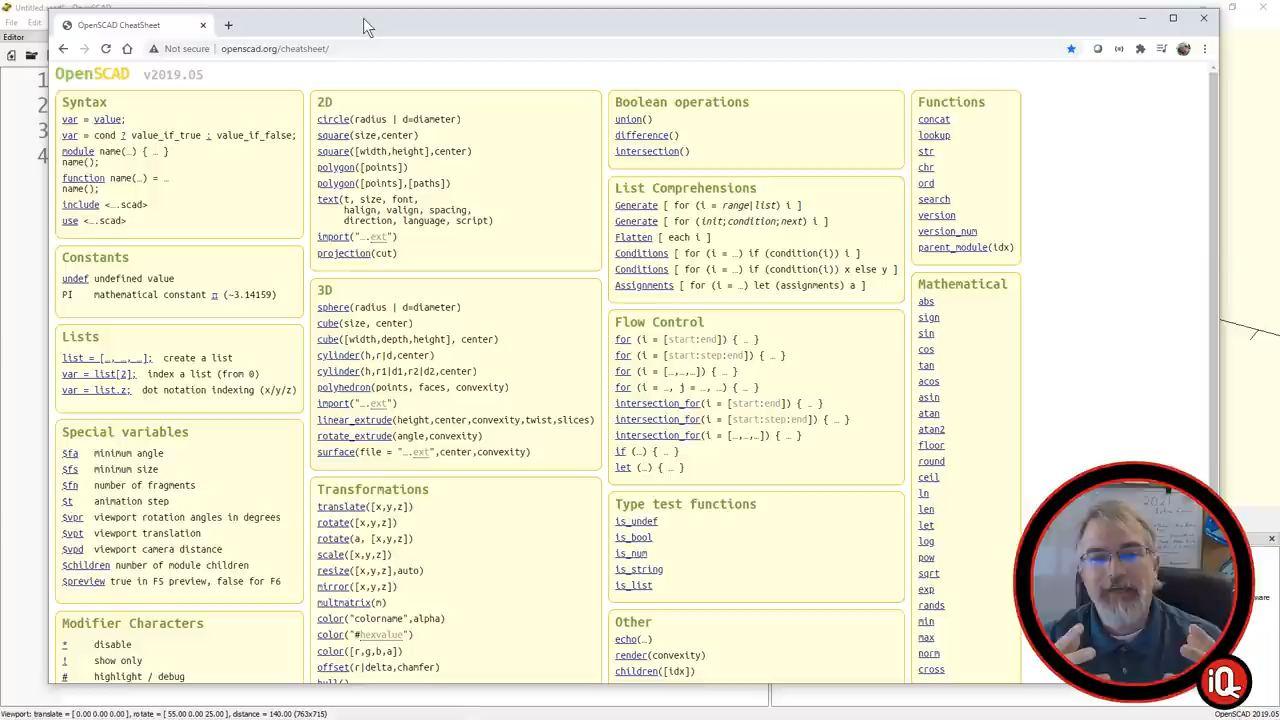 Untitled.sc
File
Editor
1
2
3
4
OpenSCAD CheatSheet
Not secure
openscad.org/cheatsheet/
OpenSCAD v2019.05
Syntax
var = value;
var = cond ? value_if_true : value_if_false;
module name(…) { … }
name();
function name(…) = …
name();
include <….scad>
use <….scad>
Constants
undef undefined value
PI mathematical constant π (~3.14159)
Lists
list = […, …, …]; create a list
var = list[2]; index a list (from 0)
var = list.z; dot notation indexing (x/y/z)
Special variables
$fa minimum angle
$fs minimum size
$fn number of fragments
$t animation step
$vpr viewport rotation angles in degrees
$vpt viewport translation
$vpd viewport camera distance
$children number of module children
$preview true in F5 preview, false for F6
Modifier Characters
* disable
! show only
# highlight / debug
2D
circle(radius | d=diameter)
square(size,center)
square([width,height],center)
polygon([points])
polygon([points],[paths])
text(t, size, font,
halign, valign, spacing,
direction, language, script)
import("….ext")
projection(cut)
3D
sphere(radius | d=diameter)
cube(size, center)
cube([width,depth,height], center)
cylinder(h,r|d,center)
cylinder(h,r1|d1,r2|d2,center)
polyhedron(points, faces, convexity)
import("….ext")
linear_extrude(height,center,convexity,twist,slices)
rotate_extrude(angle,convexity)
surface(file = "….ext",center,convexity)
Transformations
translate([x,y,z])
rotate([x,y,z])
rotate(a, [x,y,z])
scale([x,y,z])
resize([x,y,z],auto)
mirror([x,y,z])
multmatrix(m)
color("colorname",alpha)
color("#hexvalue")
color([r,g,b,a])
offset(r|delta,chamfer)
hull()
Boolean operations
union()
difference()
intersection()
List Comprehensions
Generate [ for (i = range|list) i ]
Generate [ for (init;condition;next) i ]
Flatten [ each i ]
Conditions [ for (i = …) if (condition(i)) i ]
Conditions [ for (i = …) if (condition(i)) x else y ]
Assignments [ for (i = …) let (assignments) a ]
Flow Control
for (i = [start:end]) { … }
for (i = [start:step:end]) { … }
for (i = […,…,…]) { … }
for (i = …, j = …, …) { … }
intersection_for(i = [start:end]) { … }
intersection_for(i = [start:step:end]) { … }
intersection_for(i = […,…,…]) { … }
if (…) { … }
let (…) { … }
Type test functions
is_undef
is_bool
is_num
is_string
is_list
Other
echo(…)
render(convexity)
children([idx])
Functions
concat
lookup
str
chr
ord
search
version
version_num
parent_module(idx)
Mathematical
abs
sign
sin
cos
tan
acos
asin
atan
atan2
floor
round
ceil
ln
len
let
log
pow
sqrt
exp
rands
min
max
norm
cross
2021
iQ
Viewport: translate = [ 0.00 0.00 0.00 ], rotate = [ 55.00 0.00 25.00 ], distance = 140.00 (763x715)
OpenSCAD 2019.05